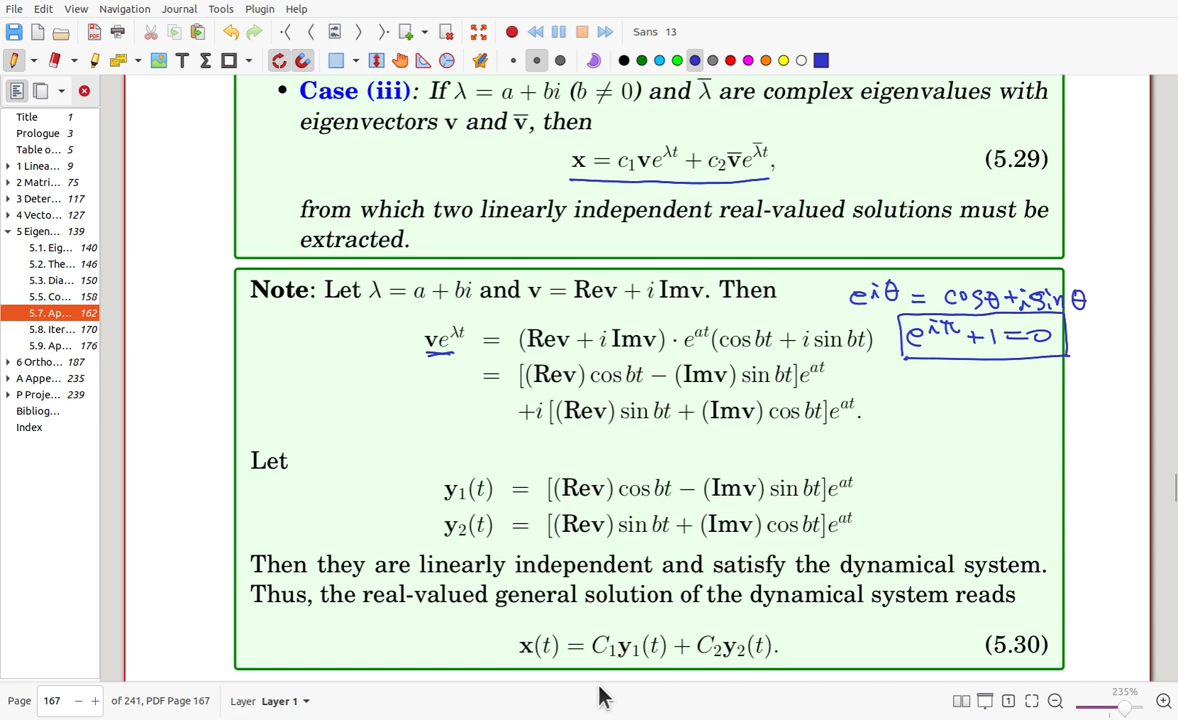 File Edit View Navigation Journal Tools Plugin Help
Sans 13
Title 1
Prologue 3
Table o... 5
1 Linea... 9
2 Matri... 75
3 Deter... 117
4 Vecto... 127
5 Eigen... 139
5.1. Eig... 140
5.2. The... 146
5.3. Dia... 150
5.5. Co... 158
5.7. Ap... 162
5.8. Iter... 170
5.9. Ap... 176
6 Ortho... 187
A Appe... 235
P Proje... 239
Bibliog...
Index
• Case (iii): If λ = a + bi (b ≠ 0) and λ̄ are complex eigenvalues with
eigenvectors v and v̄, then
x = c₁ve^{λt} + c₂v̄e^{λ̄t}, (5.29)
from which two linearly independent real-valued solutions must be
extracted.
Note: Let λ = a + bi and v = Rev + i Imv. Then
e^{iθ} = cosθ + i sinθ
ve^{λt} = (Rev + i Imv) · e^{at}(cos bt + i sin bt)
e^{iπ} + 1 = 0
= [(Rev) cos bt − (Imv) sin bt]e^{at}
+i [(Rev) sin bt + (Imv) cos bt]e^{at}.
Let
y₁(t) = [(Rev) cos bt − (Imv) sin bt]e^{at}
y₂(t) = [(Rev) sin bt + (Imv) cos bt]e^{at}
Then they are linearly independent and satisfy the dynamical system.
Thus, the real-valued general solution of the dynamical system reads
x(t) = C₁y₁(t) + C₂y₂(t). (5.30)
Page 167 − + of 241, PDF Page 167 Layer Layer 1
235%